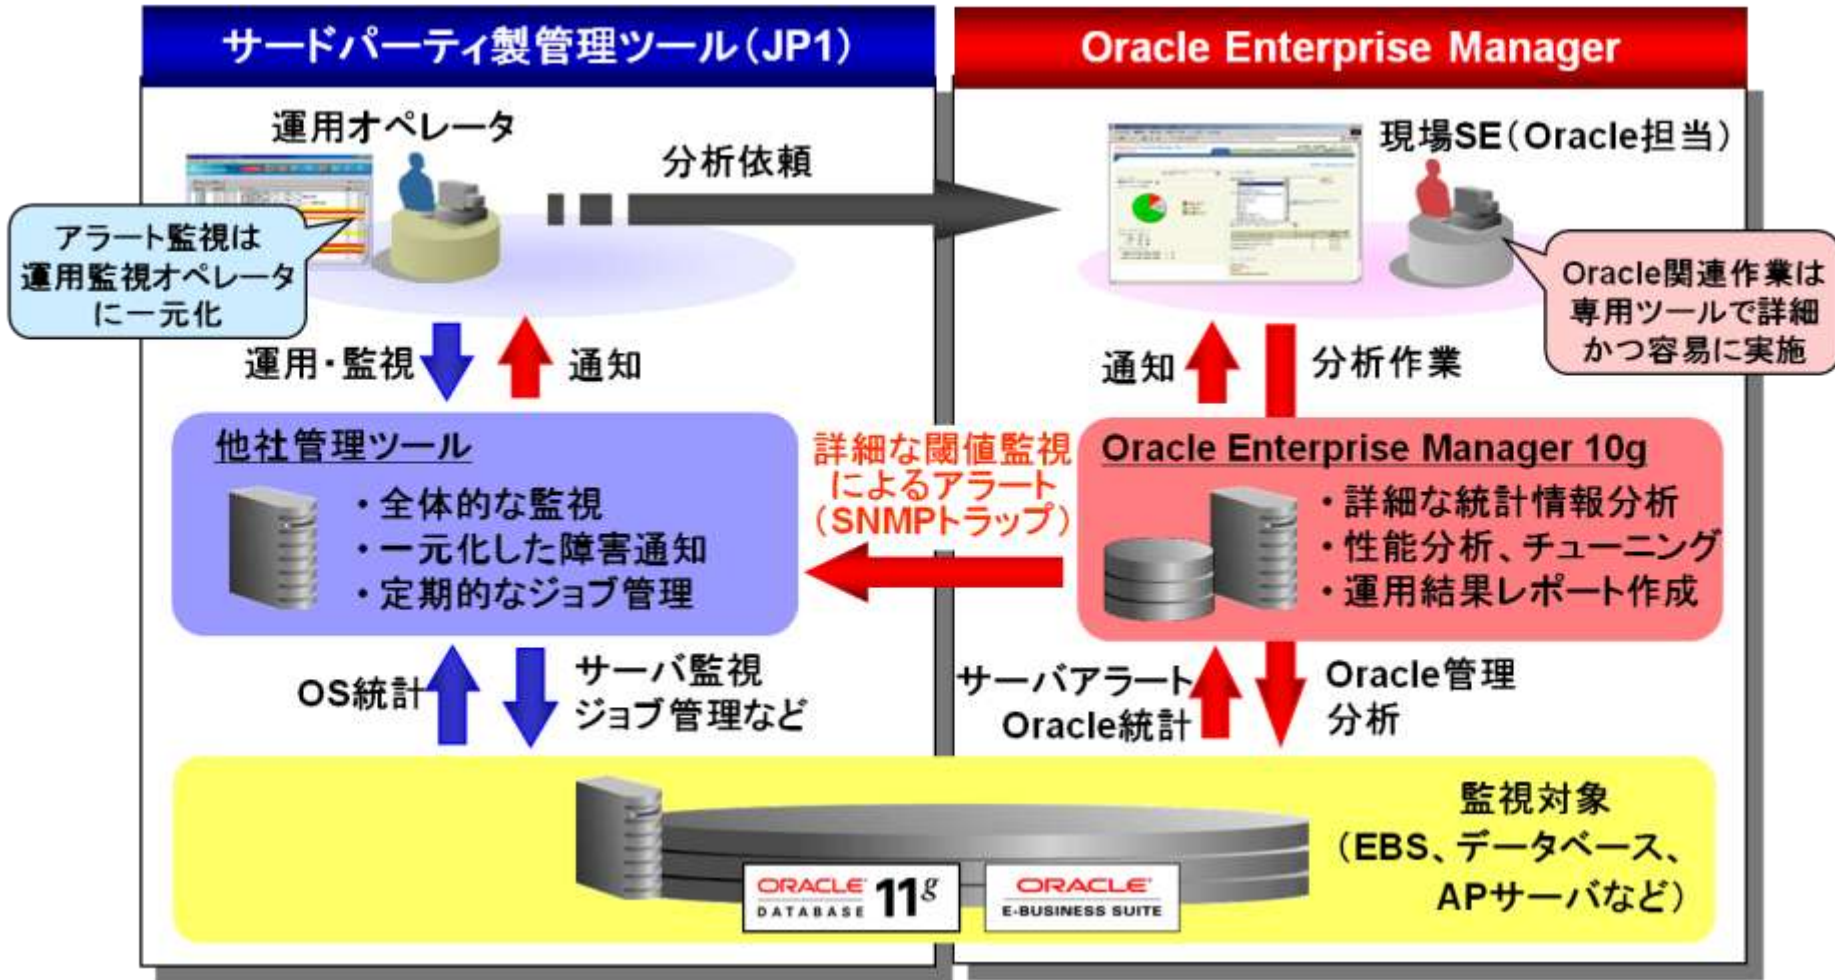 サードパーティ製管理ツール(JP1)
Oracle Enterprise Manager
運用オペレータ
分析依頼
現場SE(Oracle担当)
アラート監視は
運用監視オペレータ
に一元化
Oracle関連作業は
専用ツールで詳細
かつ容易に実施
運用・監視
通知
通知
分析作業
他社管理ツール
・全体的な監視
・一元化した障害通知
・定期的なジョブ管理
詳細な閾値監視
によるアラート
(SNMPトラップ)
Oracle Enterprise Manager 10g
・詳細な統計情報分析
・性能分析、チューニング
・運用結果レポート作成
OS統計
サーバ監視
ジョブ管理など
サーバアラート
Oracle統計
Oracle管理
分析
監視対象
(EBS、データベース、
APサーバなど)
ORACLE
DATABASE 11g
ORACLE
E-BUSINESS SUITE